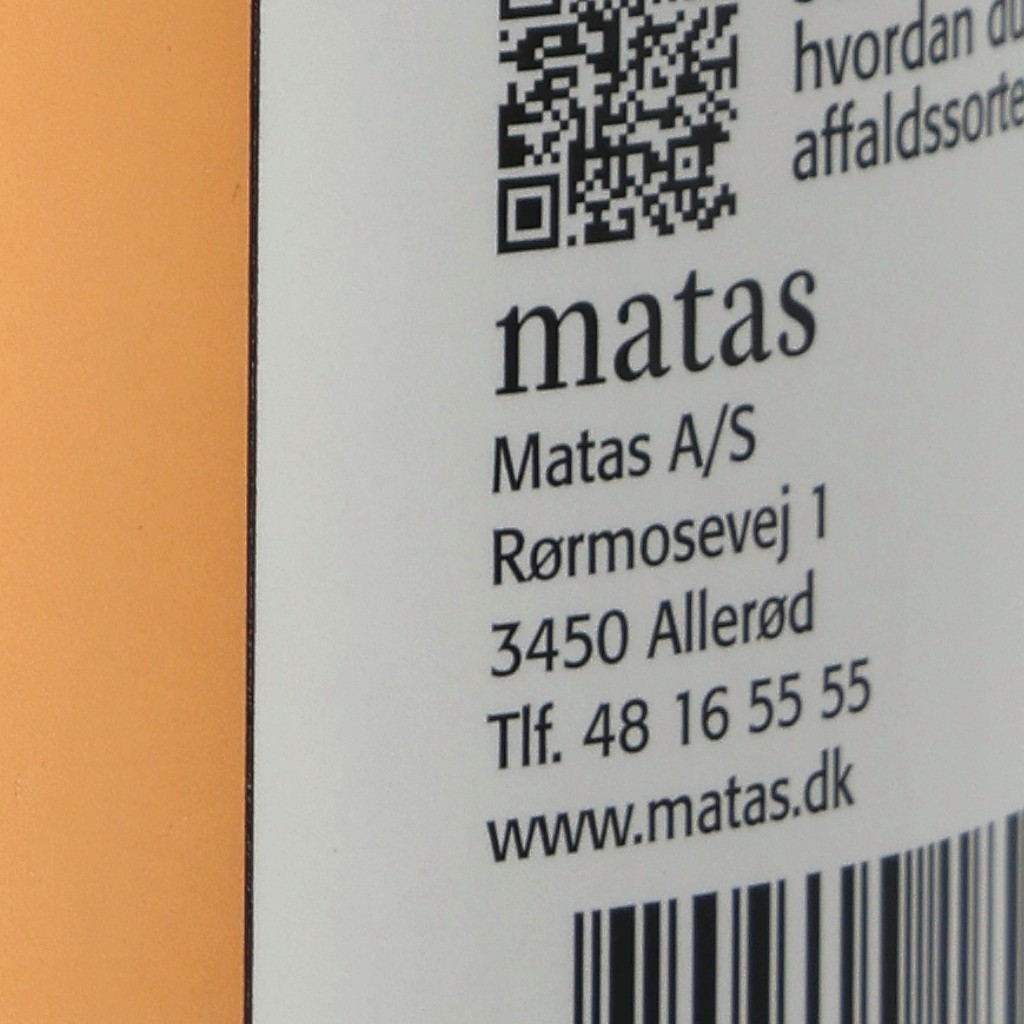 hvordan du
affaldssorte
matas
Matas A/S
Rørmosevej 1
3450 Allerød
Tlf. 48 16 55 55
www.matas.dk